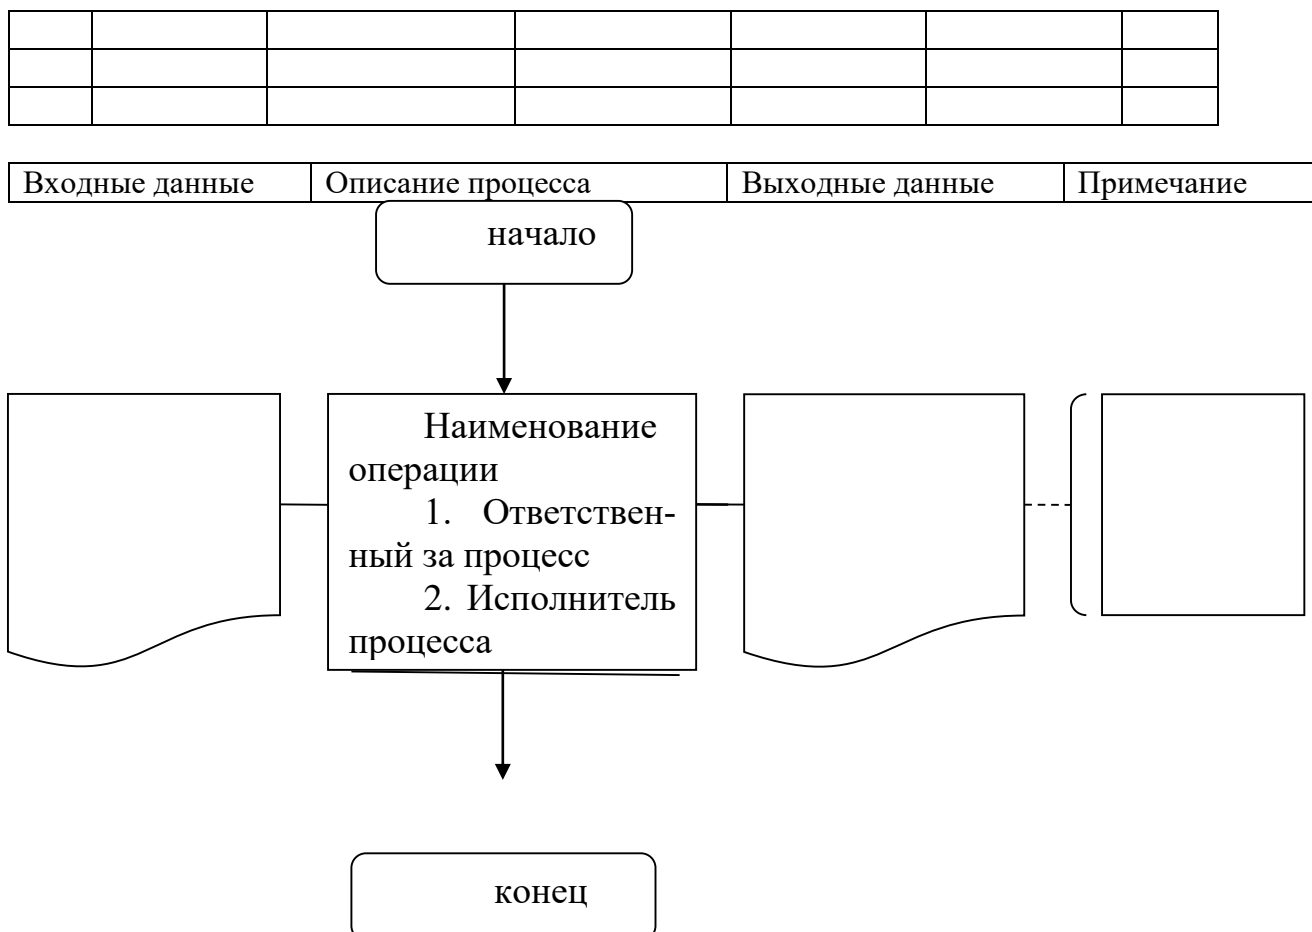 Входные данные Описание процесса Выходные данные Примечание
начало
Наименование
операции
1. Ответствен-
ный за процесс
2. Исполнитель
процесса
конец